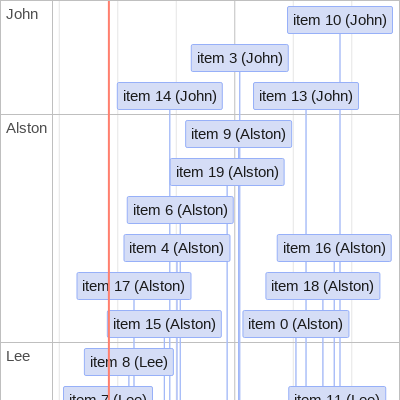 John
item 10 (John)
item 3 (John)
item 14 (John)
item 13 (John)
Alston
item 9 (Alston)
item 19 (Alston)
item 6 (Alston)
item 4 (Alston)
item 16 (Alston)
item 17 (Alston)
item 18 (Alston)
item 15 (Alston)
item 0 (Alston)
Lee
item 8 (Lee)
item 7 (Lee)
item 11 (Lee)